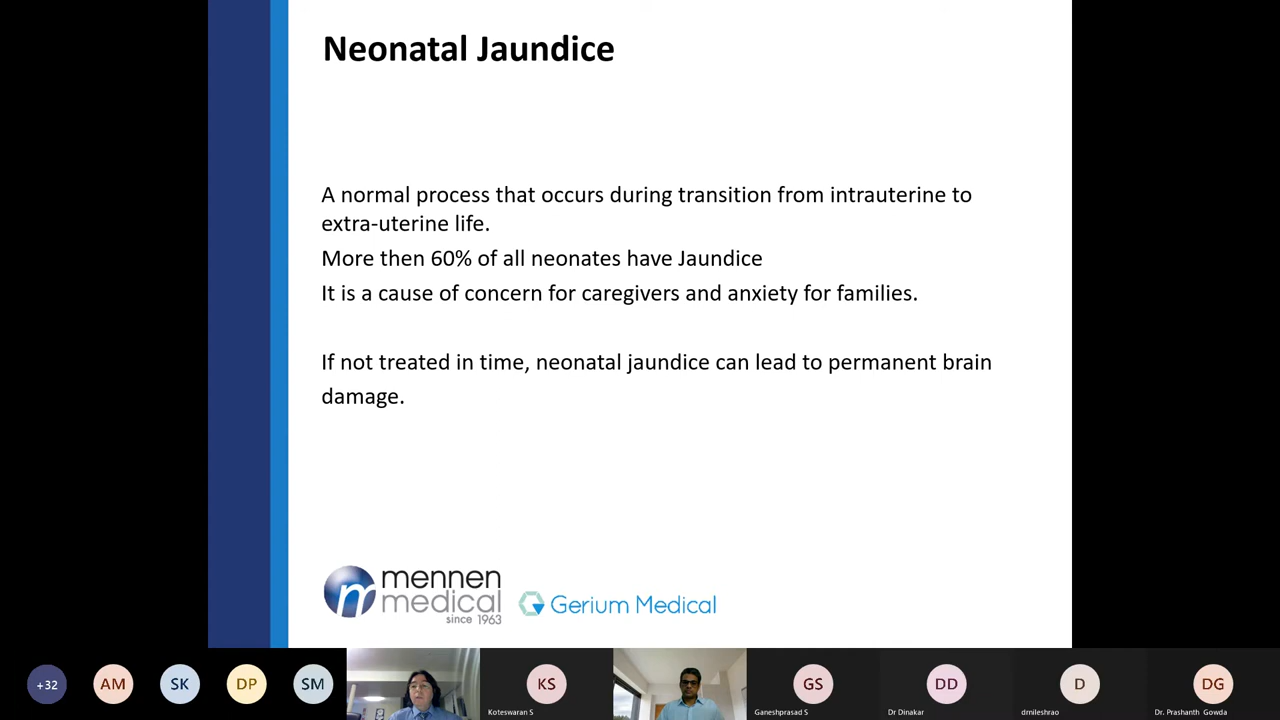 Neonatal Jaundice
A normal process that occurs during transition from intrauterine to
extra-uterine life.
More then 60% of all neonates have Jaundice
It is a cause of concern for caregivers and anxiety for families.
If not treated in time, neonatal jaundice can lead to permanent brain
damage.
m mennen
medical
since 1963
Gerium Medical
+32
AM
SK
DP
SM
KS
Koteswaran S
GS
Ganeshprasad S
DD
Dr Dinakar
D
drnileshrao
DG
Dr. Prashanth Gowda